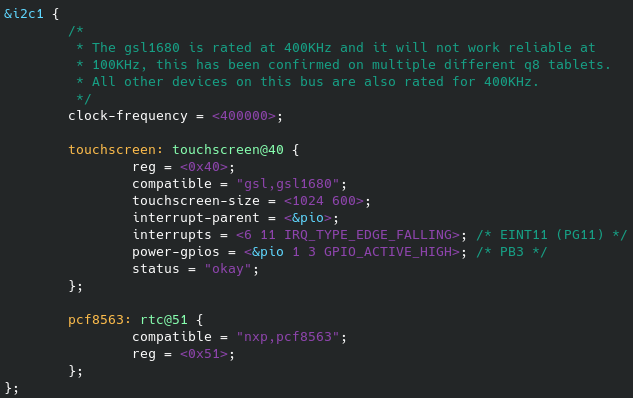 &i2c1 {
        /*
         * The gsl1680 is rated at 400KHz and it will not work reliable at
         * 100KHz, this has been confirmed on multiple different q8 tablets.
         * All other devices on this bus are also rated for 400KHz.
         */
        clock-frequency = <400000>;

        touchscreen: touchscreen@40 {
                reg = <0x40>;
                compatible = "gsl,gsl1680";
                touchscreen-size = <1024 600>;
                interrupt-parent = <&pio>;
                interrupts = <6 11 IRQ_TYPE_EDGE_FALLING>; /* EINT11 (PG11) */
                power-gpios = <&pio 1 3 GPIO_ACTIVE_HIGH>; /* PB3 */
                status = "okay";
        };

        pcf8563: rtc@51 {
                compatible = "nxp,pcf8563";
                reg = <0x51>;
        };
};